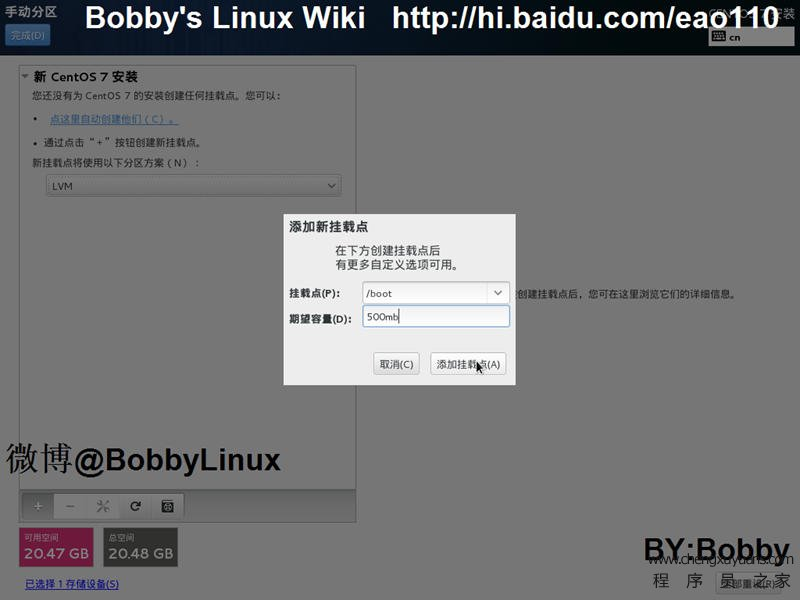 手动分区
Bobby's Linux Wiki http://hi.baidu.com/eao110
完成(D)
cn
新 CentOS 7 安装
您还没有为 CentOS 7 的安装创建任何挂载点。您可以:
• 点这里自动创建他们(C)。
• 通过点击“+”按钮创建新挂载点。
新挂载点将使用以下分区方案(N):
LVM
添加新挂载点
在下方创建挂载点后
有更多自定义选项可用。
挂载点(P): /boot
创建挂载点后,您可在这里浏览它们的详细信息。
期望容量(D): 500mb
取消(C) 添加挂载点(A)
微博@BobbyLinux
可用空间
20.47 GB
总空间
20.48 GB
BY:Bobby
www.chengxuyuans.com
程序员之家
已选择 1 存储设备(S)